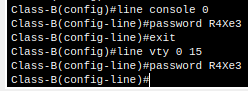 Class-B(config)#line console 0
Class-B(config-line)#password R4Xe3
Class-B(config-line)#exit
Class-B(config)#line vty 0 15
Class-B(config-line)#password R4Xe3
Class-B(config-line)#